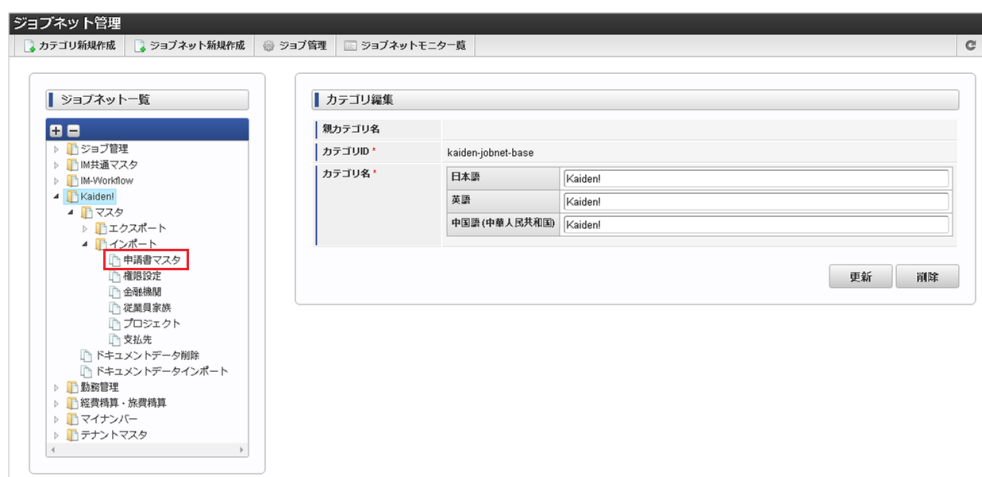 ジョブネット管理
カテゴリ新規作成 ジョブネット新規作成 ジョブ管理 ジョブネットモニタ一覧
ジョブネット一覧
ジョブ管理
IM共通マスタ
IM-Workflow
Kaiden!
マスタ
エクスポート
インポート
申請書マスタ
権限設定
金融機関
従業員家族
プロジェクト
支払先
ドキュメントデータ削除
ドキュメントデータインポート
勤務管理
経費精算・旅費精算
マイナンバー
テナントマスタ
カテゴリ編集
親カテゴリ名
カテゴリID * kaiden-jobnet-base
カテゴリ名 * 日本語 Kaiden!
英語 Kaiden!
中国語 (中華人民共和国) Kaiden!
更新 削除